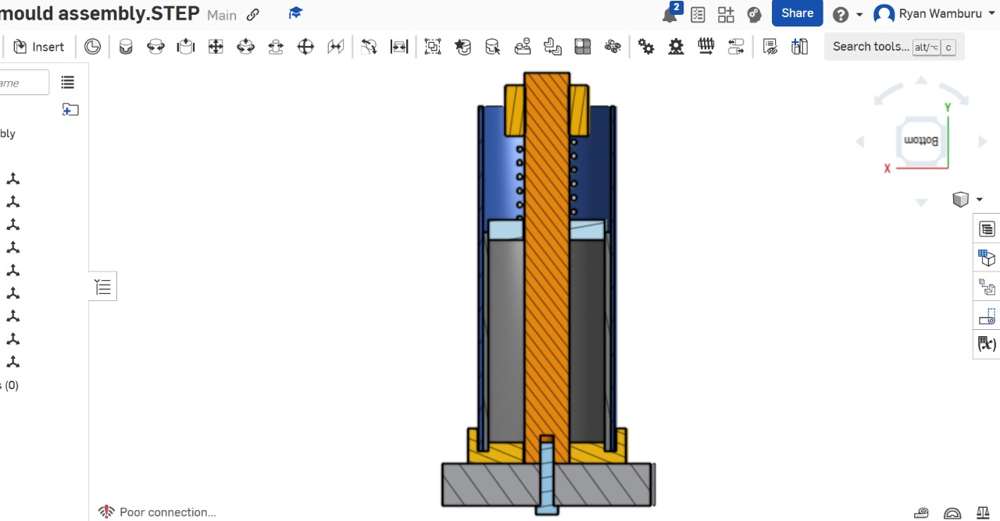 mould assembly.STEP Main
2
Share
Ryan Wamburu
Insert
Search tools... alt/⌥ c
ame
bly
s (0)
Y
Bottom
X
(x)
Poor connection...